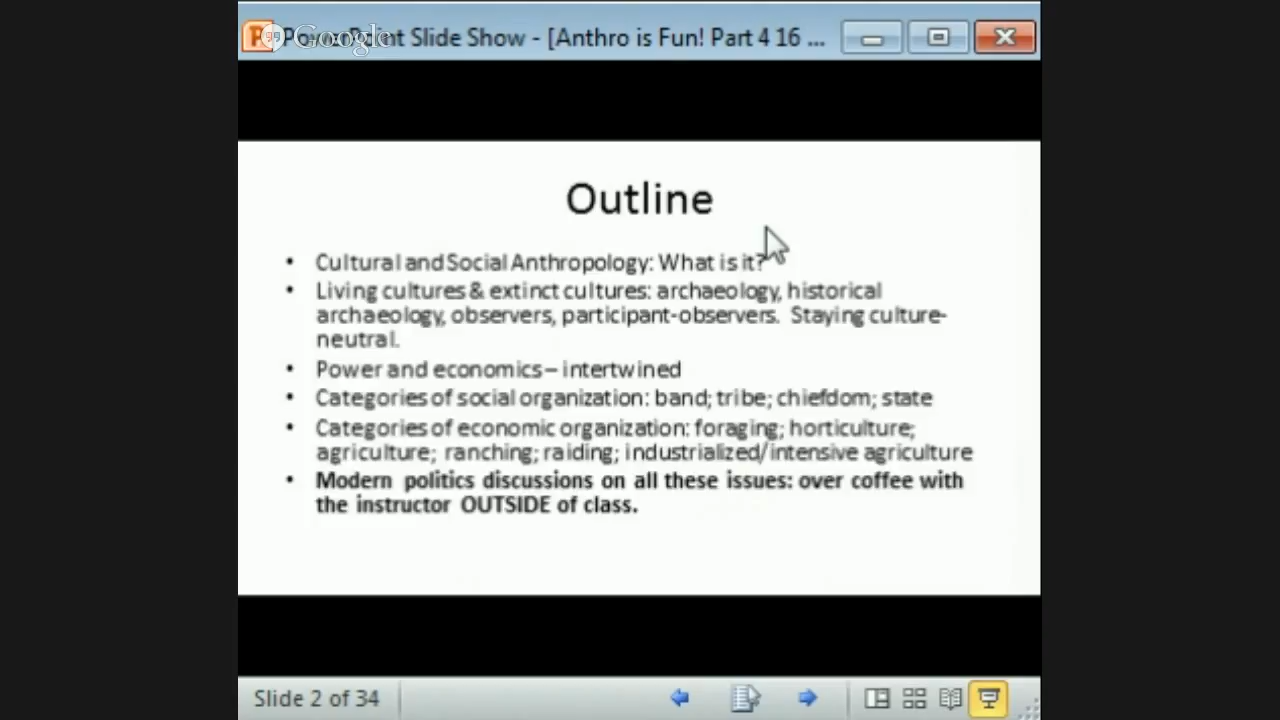 PowerPoint Slide Show - [Anthro is Fun! Part 4 16 ...
Google
Outline
• Cultural and Social Anthropology: What is it?
• Living cultures & extinct cultures: archaeology, historical
archaeology, observers, participant-observers. Staying culture-
neutral.
• Power and economics – intertwined
• Categories of social organization: band; tribe; chiefdom; state
• Categories of economic organization: foraging; horticulture;
agriculture; ranching; raiding; industrialized/intensive agriculture
• Modern politics discussions on all these issues: over coffee with
the instructor OUTSIDE of class.
Slide 2 of 34